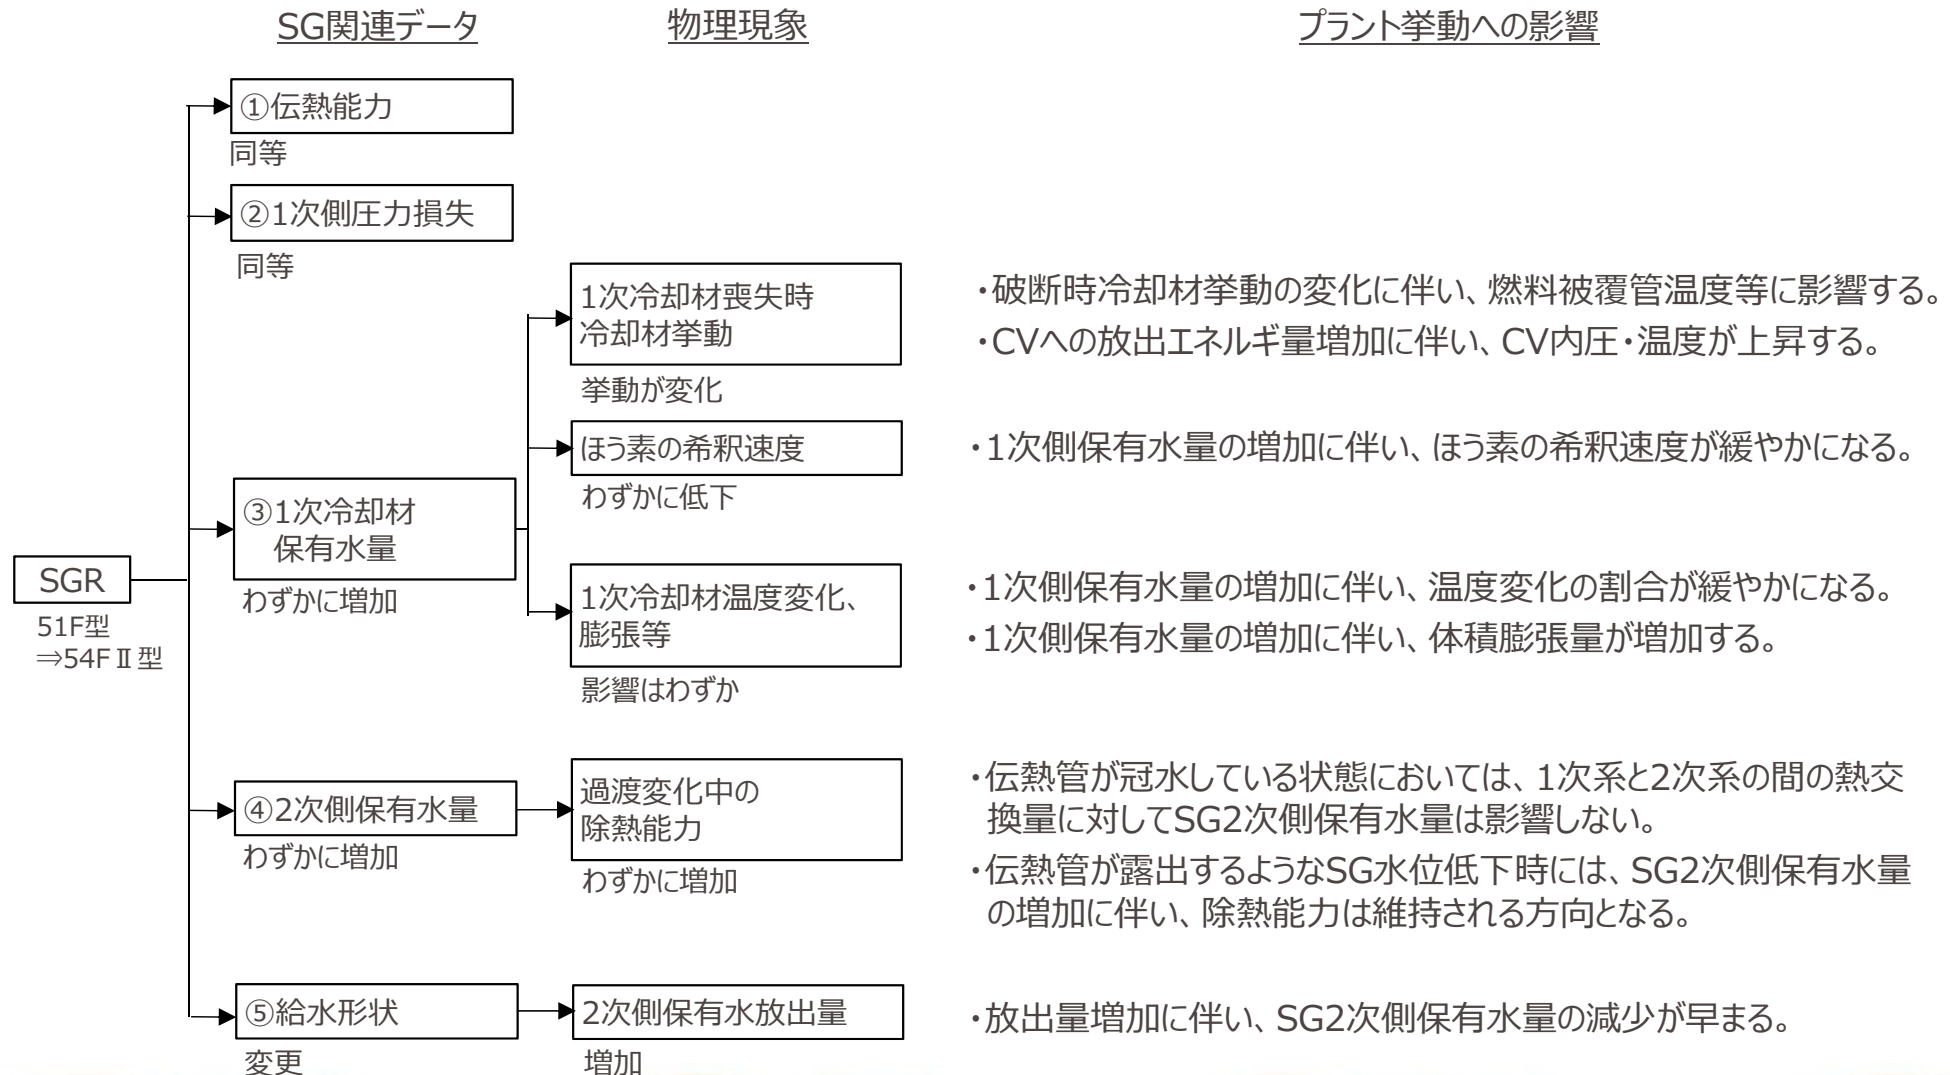 SG関連データ
物理現象
プラント挙動への影響
①伝熱能力
同等
②1次側圧力損失
同等
1次冷却材喪失時
冷却材挙動
挙動が変化
・破断時冷却材挙動の変化に伴い、燃料被覆管温度等に影響する。
・CVへの放出エネルギ量増加に伴い、CV内圧・温度が上昇する。
ほう素の希釈速度
わずかに低下
・1次側保有水量の増加に伴い、ほう素の希釈速度が緩やかになる。
③1次冷却材
保有水量
わずかに増加
SGR
51F型
⇒54FⅡ型
1次冷却材温度変化、
膨張等
影響はわずか
・1次側保有水量の増加に伴い、温度変化の割合が緩やかになる。
・1次側保有水量の増加に伴い、体積膨張量が増加する。
④2次側保有水量
わずかに増加
過渡変化中の
除熱能力
わずかに増加
・伝熱管が冠水している状態においては、1次系と2次系の間の熱交
換量に対してSG2次側保有水量は影響しない。
・伝熱管が露出するようなSG水位低下時には、SG2次側保有水量
の増加に伴い、除熱能力は維持される方向となる。
⑤給水形状
変更
2次側保有水放出量
増加
・放出量増加に伴い、SG2次側保有水量の減少が早まる。